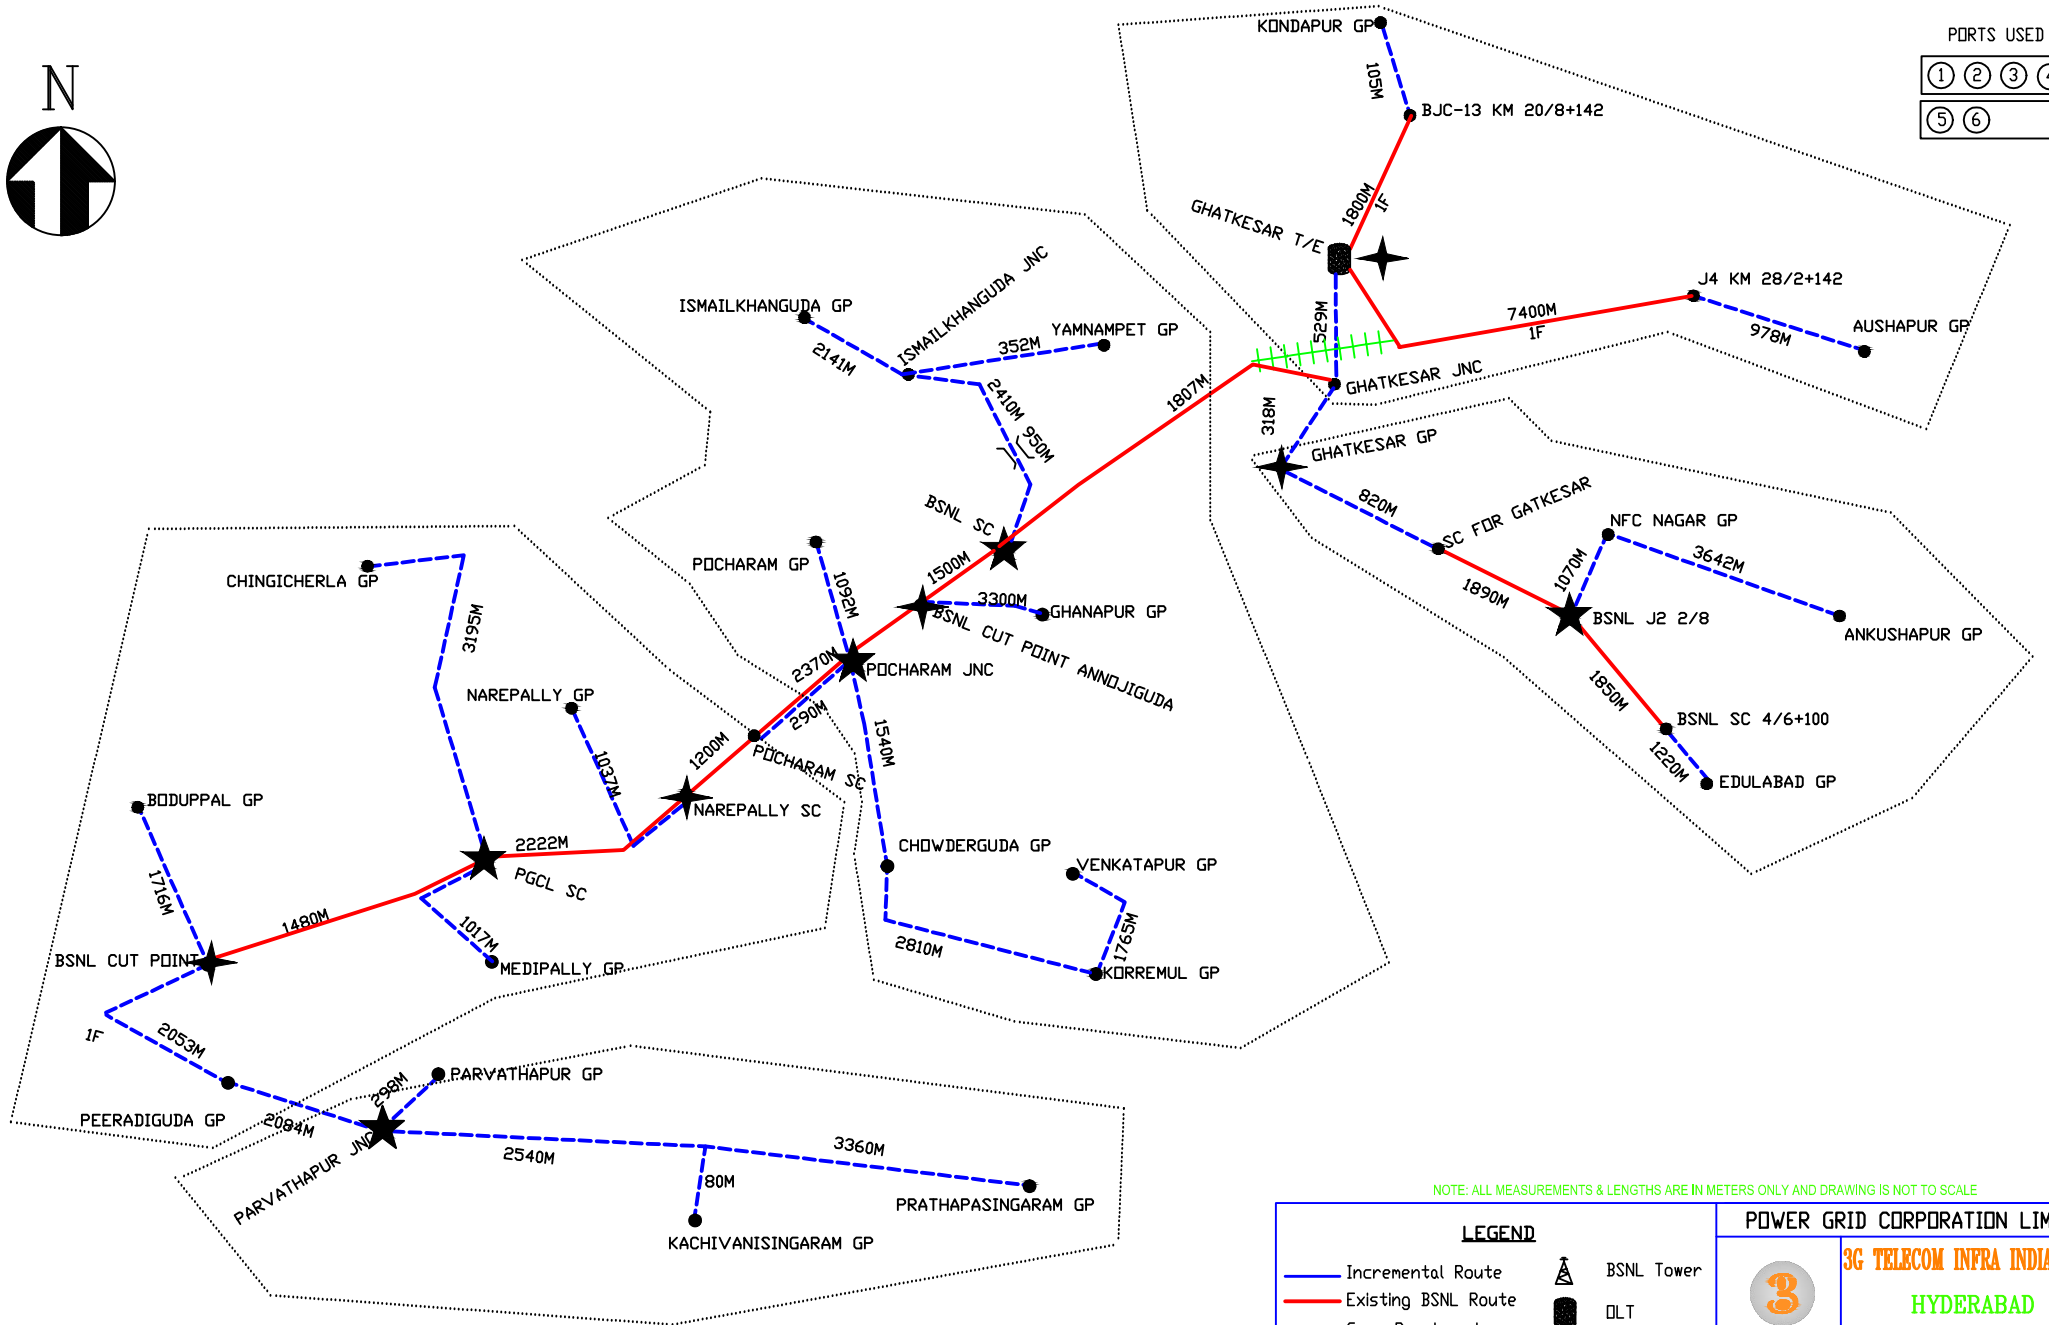 N
KONDAPUR GP
105M
BJC-13 KM 20/8+142
PORTS USED
1 2 3 4
5 6
1800M
1F
GHATKESAR T/E
J4 KM 28/2+142
7400M
1F
978M
AUSHAPUR GP
529M
GHATKESAR JNC
318M
GHATKESAR GP
ISMAILKHANGUDA GP
ISMAILKHANGUDA JNC
2141M
352M
YAMNAMPET GP
2410M
950M
1807M
BSNL SC
820M
SC FOR GATKESAR
NFC NAGAR GP
3642M
1070M
1890M
BSNL J2 2/8
ANKUSHAPUR GP
1850M
BSNL SC 4/6+100
1220M
EDULABAD GP
POCHARAM GP
1092M
1500M
3300M
GHANAPUR GP
BSNL CUT POINT ANNOJIGUDA
CHINGICHERLA GP
3195M
NAREPALLY GP
1037M
2370M
POCHARAM JNC
290M
1540M
1200M
POCHARAM SC
NAREPALLY SC
BODUPPAL GP
2222M
PGCL SC
1716M
1480M
1017M
BSNL CUT POINT
MEDIPALLY GP
CHOWDERGUDA GP
VENKATAPUR GP
1765M
2810M
KORREMUL GP
1F
2053M
PEERADIGUDA GP
2084M
298M
PARVATHAPUR GP
PARVATHAPUR JNC
2540M
80M
3360M
PRATHAPASINGARAM GP
KACHIVANISINGARAM GP
NOTE: ALL MEASUREMENTS & LENGTHS ARE IN METERS ONLY AND DRAWING IS NOT TO SCALE
LEGEND
Incremental Route
BSNL Tower
Existing BSNL Route
OLT
POWER GRID CORPORATION LIM
3
3G TELECOM INFRA INDIA
HYDERABAD